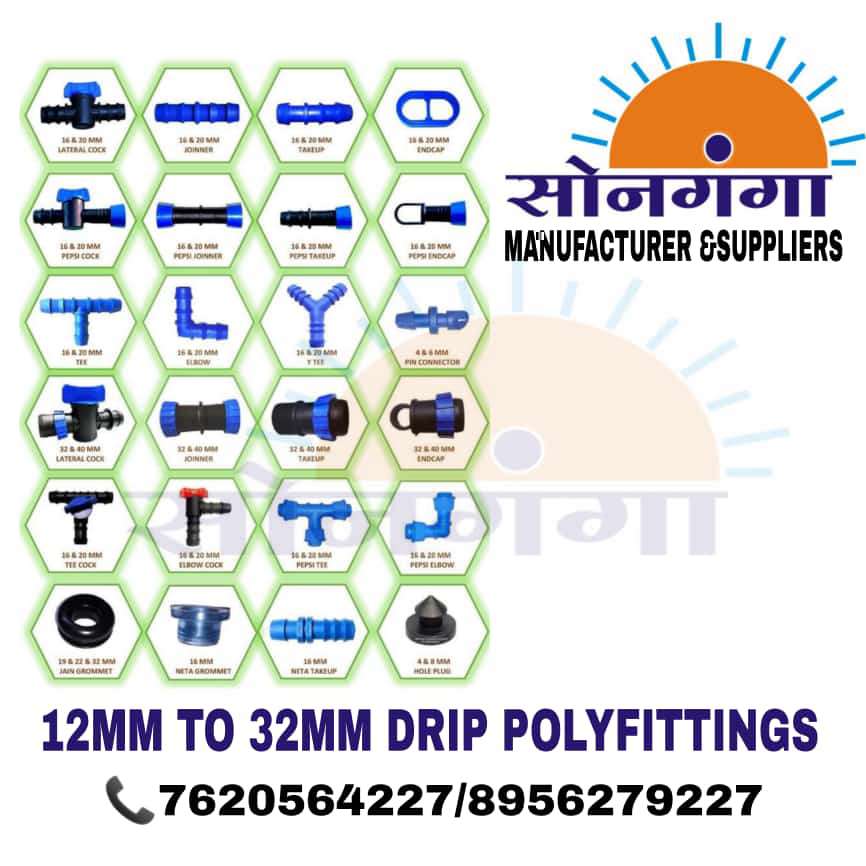 सोनगंगा
MANUFACTURER &SUPPLIERS
16 & 20 MM
LATERAL COCK
16 & 20 MM
JOINNER
16 & 20 MM
TAKEUP
16 & 20 MM
ENDCAP
16 & 20 MM
PEPSI COCK
16 & 20 MM
PEPSI JOINNER
16 & 20 MM
PEPSI TAKEUP
16 & 20 MM
PEPSI ENDCAP
16 & 20 MM
TEE
16 & 20 MM
ELBOW
16 & 20 MM
Y TEE
4 & 6 MM
PIN CONNECTOR
32 & 40 MM
LATERAL COCK
32 & 40 MM
JOINNER
32 & 40 MM
TAKEUP
32 & 40 MM
ENDCAP
16 & 20 MM
TEE COCK
16 & 20 MM
ELBOW COCK
16 & 20 MM
PEPSI TEE
16 & 20 MM
PEPSI ELBOW
19 & 22 & 32 MM
JAIN GROMMET
16 MM
NETA GROMMET
16 MM
NETA TAKEUP
4 & 8 MM
HOLE PLUG
सोनगंगा
12MM TO 32MM DRIP POLYFITTINGS
7620564227/8956279227